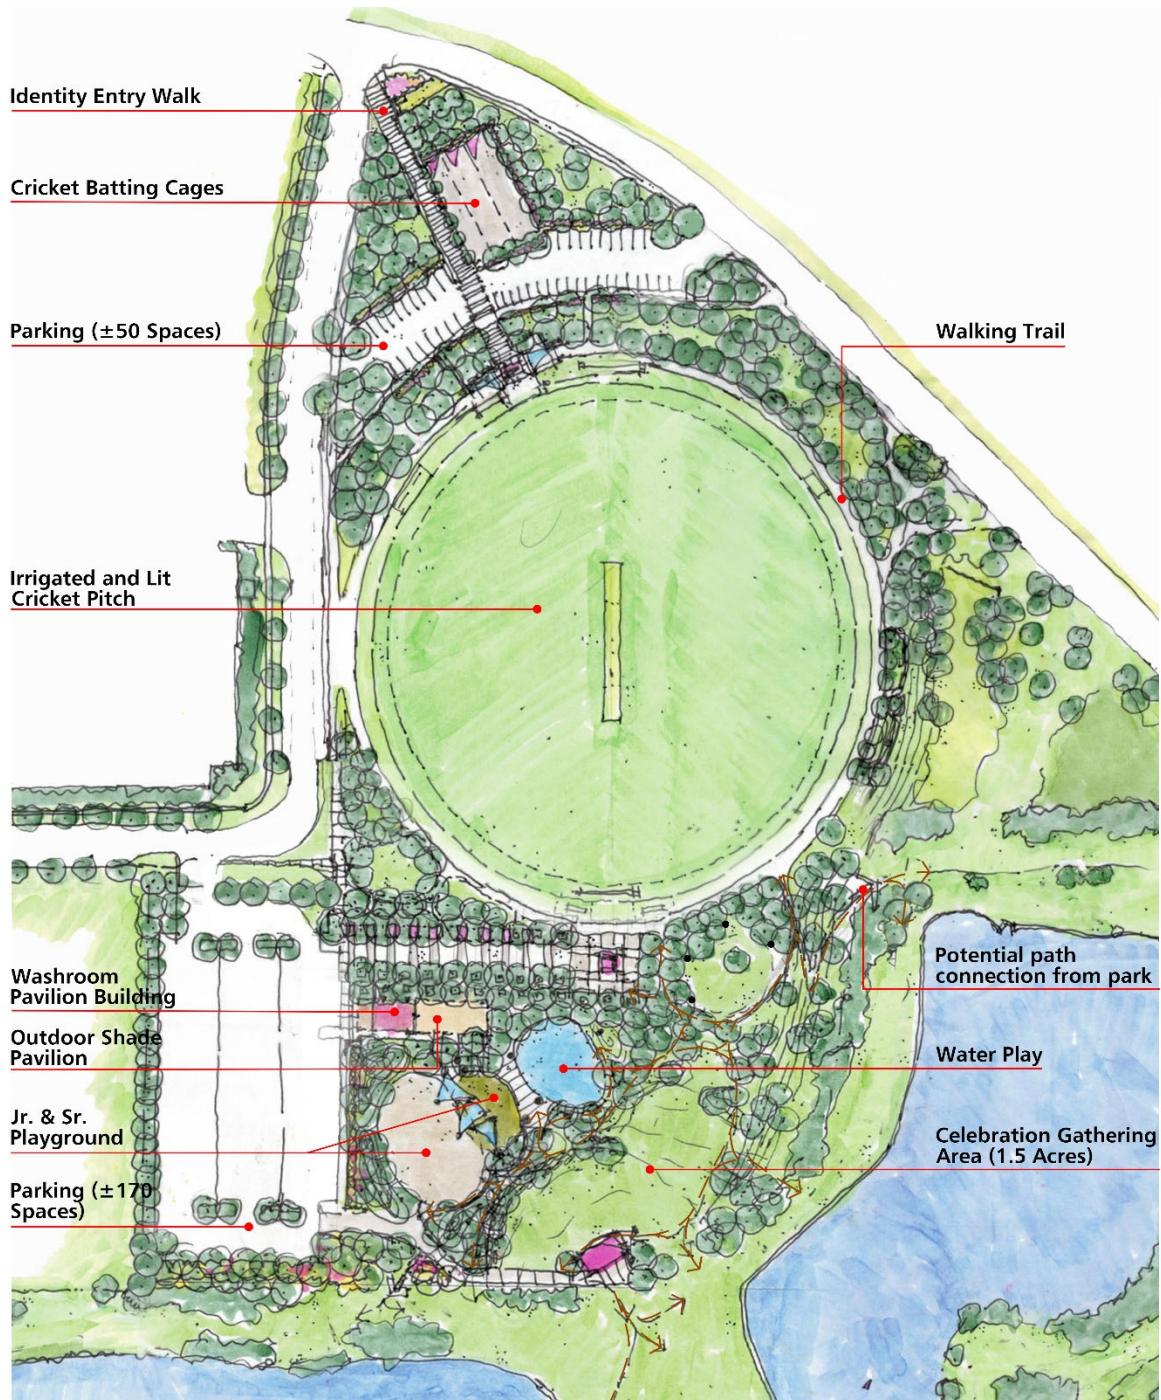 Identity Entry Walk
Cricket Batting Cages
Parking (±50 Spaces)
Walking Trail
Irrigated and Lit
Cricket Pitch
Washroom
Pavilion Building
Outdoor Shade
Pavilion
Jr. & Sr.
Playground
Parking (±170
Spaces)
Potential path
connection from park
Water Play
Celebration Gathering
Area (1.5 Acres)